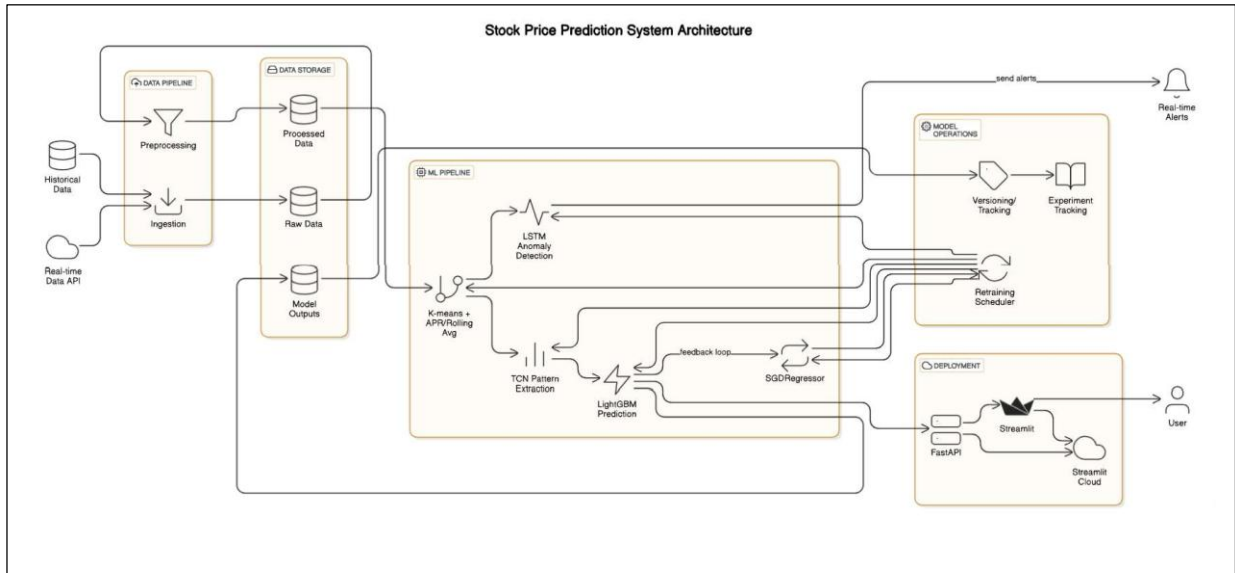 Stock Price Prediction System Architecture
DATA PIPELINE
Preprocessing
Ingestion
Historical
Data
Real-time
Data API
DATA STORAGE
Processed
Data
Raw Data
Model
Outputs
ML PIPELINE
LSTM
Anomaly
Detection
K-means +
APR/Rolling
Avg
TCN Pattern
Extraction
LightGBM
Prediction
feedback loop
SGDRegressor
send alerts
Real-time
Alerts
MODEL
OPERATIONS
Versioning/
Tracking
Experiment
Tracking
Retraining
Scheduler
DEPLOYMENT
FastAPI
Streamlit
Streamlit
Cloud
User